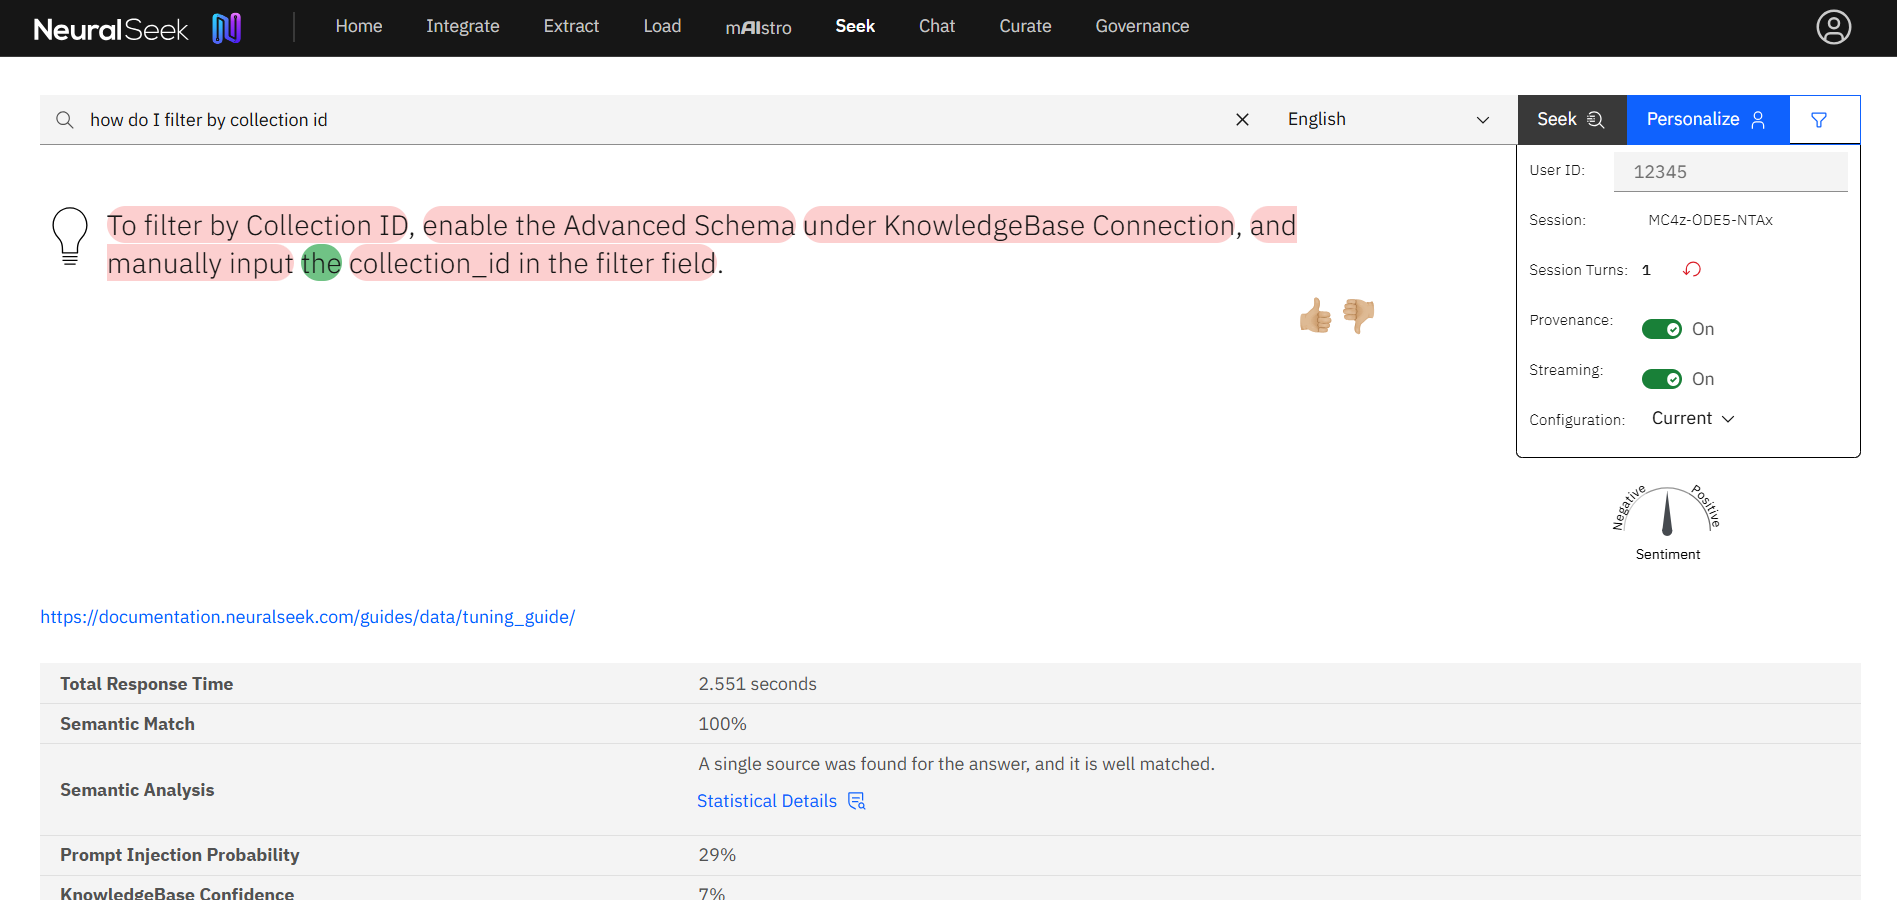 NeuralSeek
Home Integrate Extract Load mAIstro Seek Chat Curate Governance
how do I filter by collection id
English
Seek
Personalize
User ID: 12345
Session: MC4z-ODE5-NTAx
Session Turns: 1
Provenance: On
Streaming: On
Configuration: Current
To filter by Collection ID, enable the Advanced Schema under KnowledgeBase Connection, and
manually input the collection_id in the filter field.
Negative Positive
Sentiment
https://documentation.neuralseek.com/guides/data/tuning_guide/
Total Response Time 2.551 seconds
Semantic Match 100%
Semantic Analysis A single source was found for the answer, and it is well matched.
Statistical Details
Prompt Injection Probability 29%
KnowledgeBase Confidence 7%